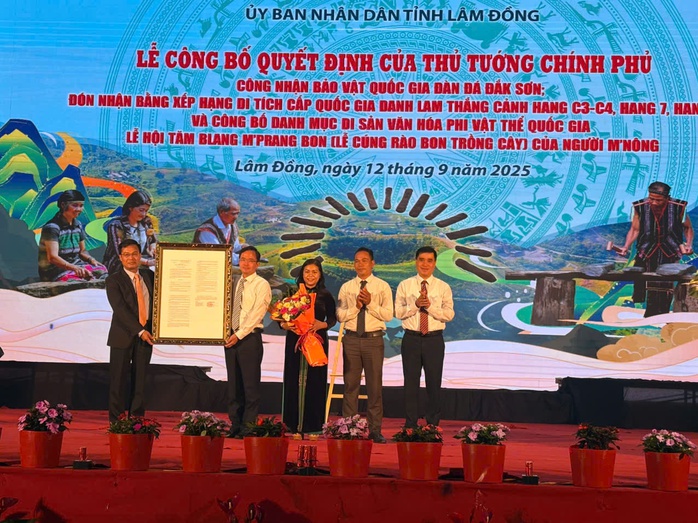 ỦY BAN NHÂN DÂN TỈNH LÂM ĐỒNG
LỄ CÔNG BỐ QUYẾT ĐỊNH CỦA THỦ TƯỚNG CHÍNH PHỦ
CÔNG NHẬN BẢO VẬT QUỐC GIA ĐÀN ĐÁ ĐẮK SƠN;
ĐÓN NHẬN BẰNG XẾP HẠNG DI TÍCH CẤP QUỐC GIA DANH LAM THẮNG CẢNH HANG C3-C4, HANG 7, HAN
VÀ CÔNG BỐ DANH MỤC DI SẢN VĂN HÓA PHI VẬT THỂ QUỐC GIA
LỄ HỘI TÂM BLANG M'PRANG BON (LỄ CÚNG RÀO BON TRỒNG CÂY) CỦA NGƯỜI M'NÔNG
Lâm Đồng, ngày 12 tháng 9 năm 2025